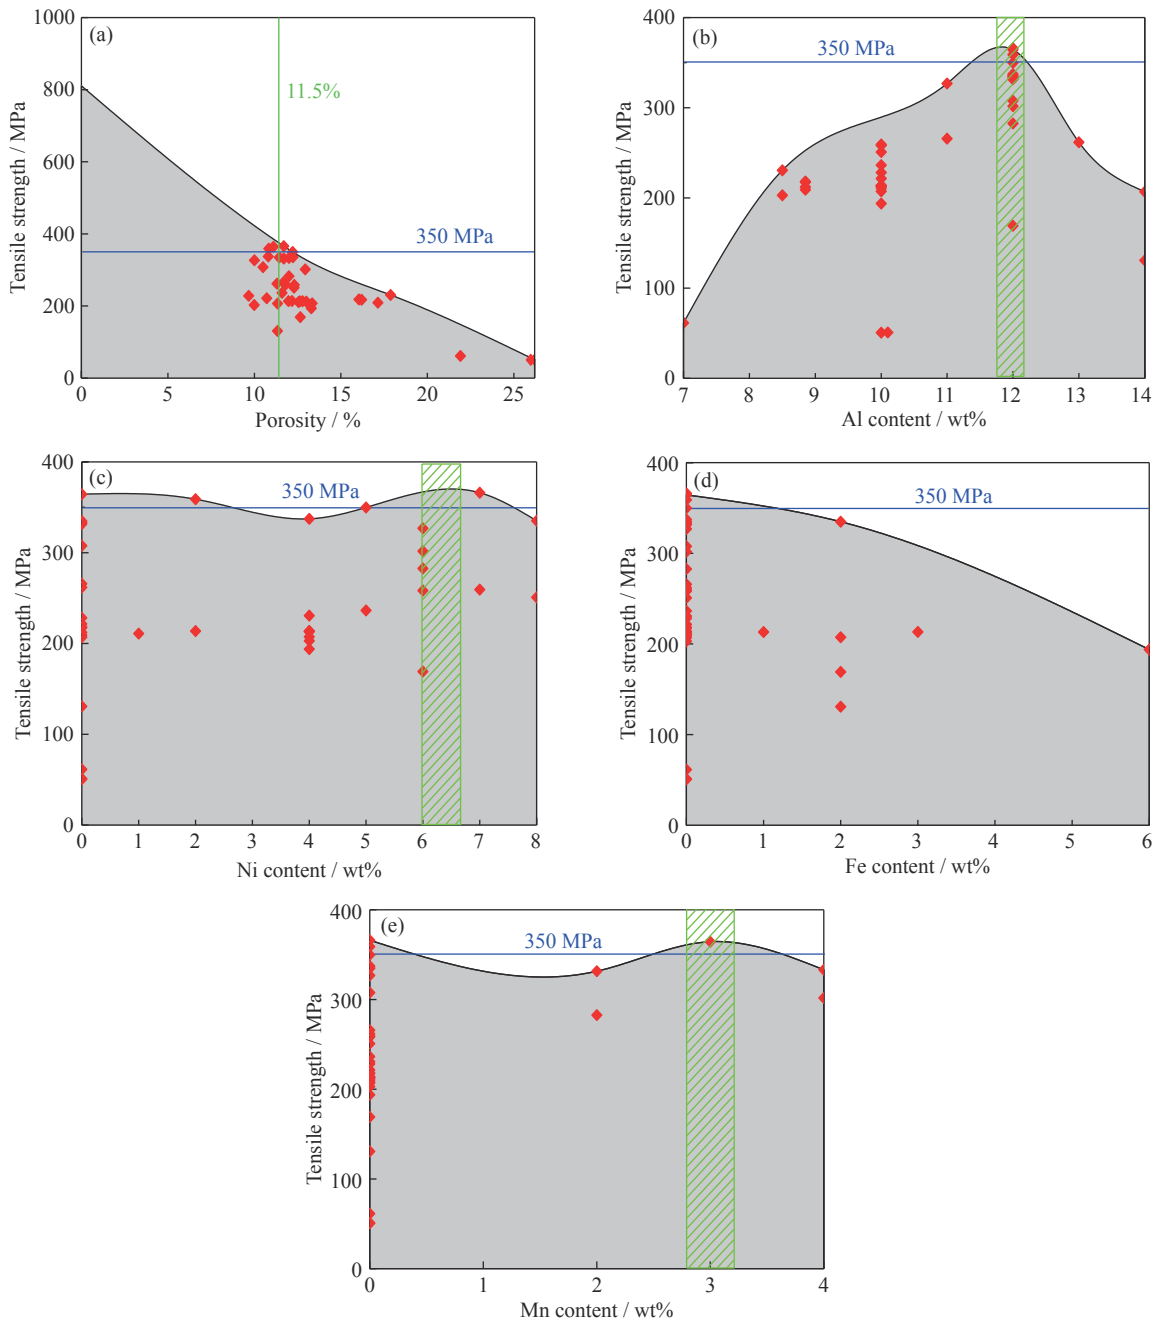 (a)
1000
800
600
400
200
0
Tensile strength / MPa
11.5%
350 MPa
0 5 10 15 20 25
Porosity / %
(b)
400
300
200
100
0
Tensile strength / MPa
350 MPa
7 8 9 10 11 12 13 14
Al content / wt%
(c)
400
300
200
100
0
Tensile strength / MPa
350 MPa
0 1 2 3 4 5 6 7 8
Ni content / wt%
(d)
400
300
200
100
0
Tensile strength / MPa
350 MPa
0 1 2 3 4 5 6
Fe content / wt%
(e)
400
300
200
100
0
Tensile strength / MPa
350 MPa
0 1 2 3 4
Mn content / wt%